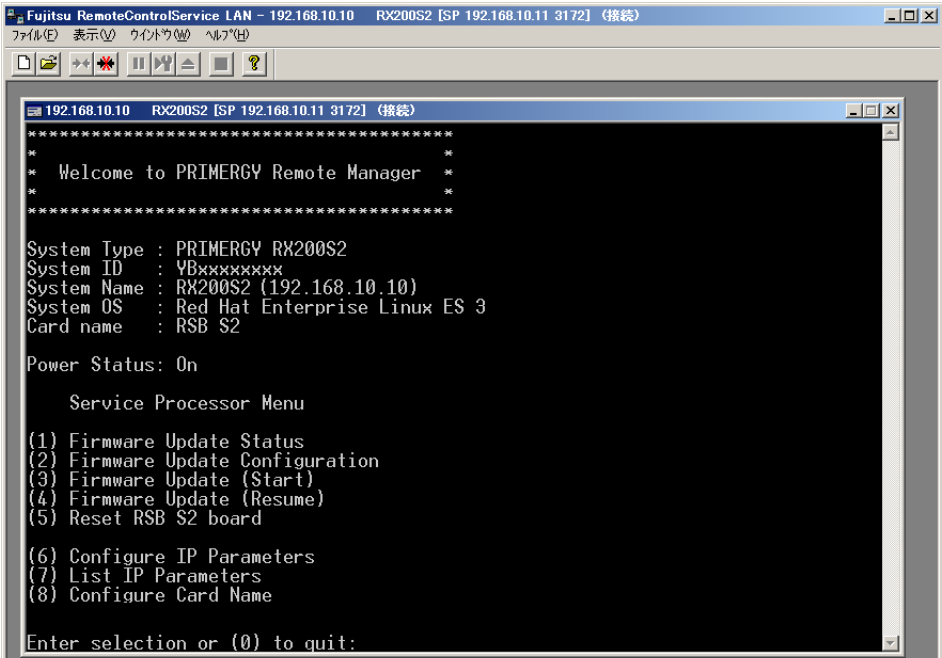 Fujitsu RemoteControlService LAN - 192.168.10.10 RX200S2 [SP 192.168.10.11 3172] (接続)
ファイル(F) 表示(V) ウインドウ(W) ヘルプ(H)
192.168.10.10 RX200S2 [SP 192.168.10.11 3172] (接続)
****************************************
* *
* Welcome to PRIMERGY Remote Manager *
* *
****************************************
System Type : PRIMERGY RX200S2
System ID : YBxxxxxxxx
System Name : RX200S2 (192.168.10.10)
System OS : Red Hat Enterprise Linux ES 3
Card name : RSB S2
Power Status: On
Service Processor Menu
(1) Firmware Update Status
(2) Firmware Update Configuration
(3) Firmware Update (Start)
(4) Firmware Update (Resume)
(5) Reset RSB S2 board
(6) Configure IP Parameters
(7) List IP Parameters
(8) Configure Card Name
Enter selection or (0) to quit: